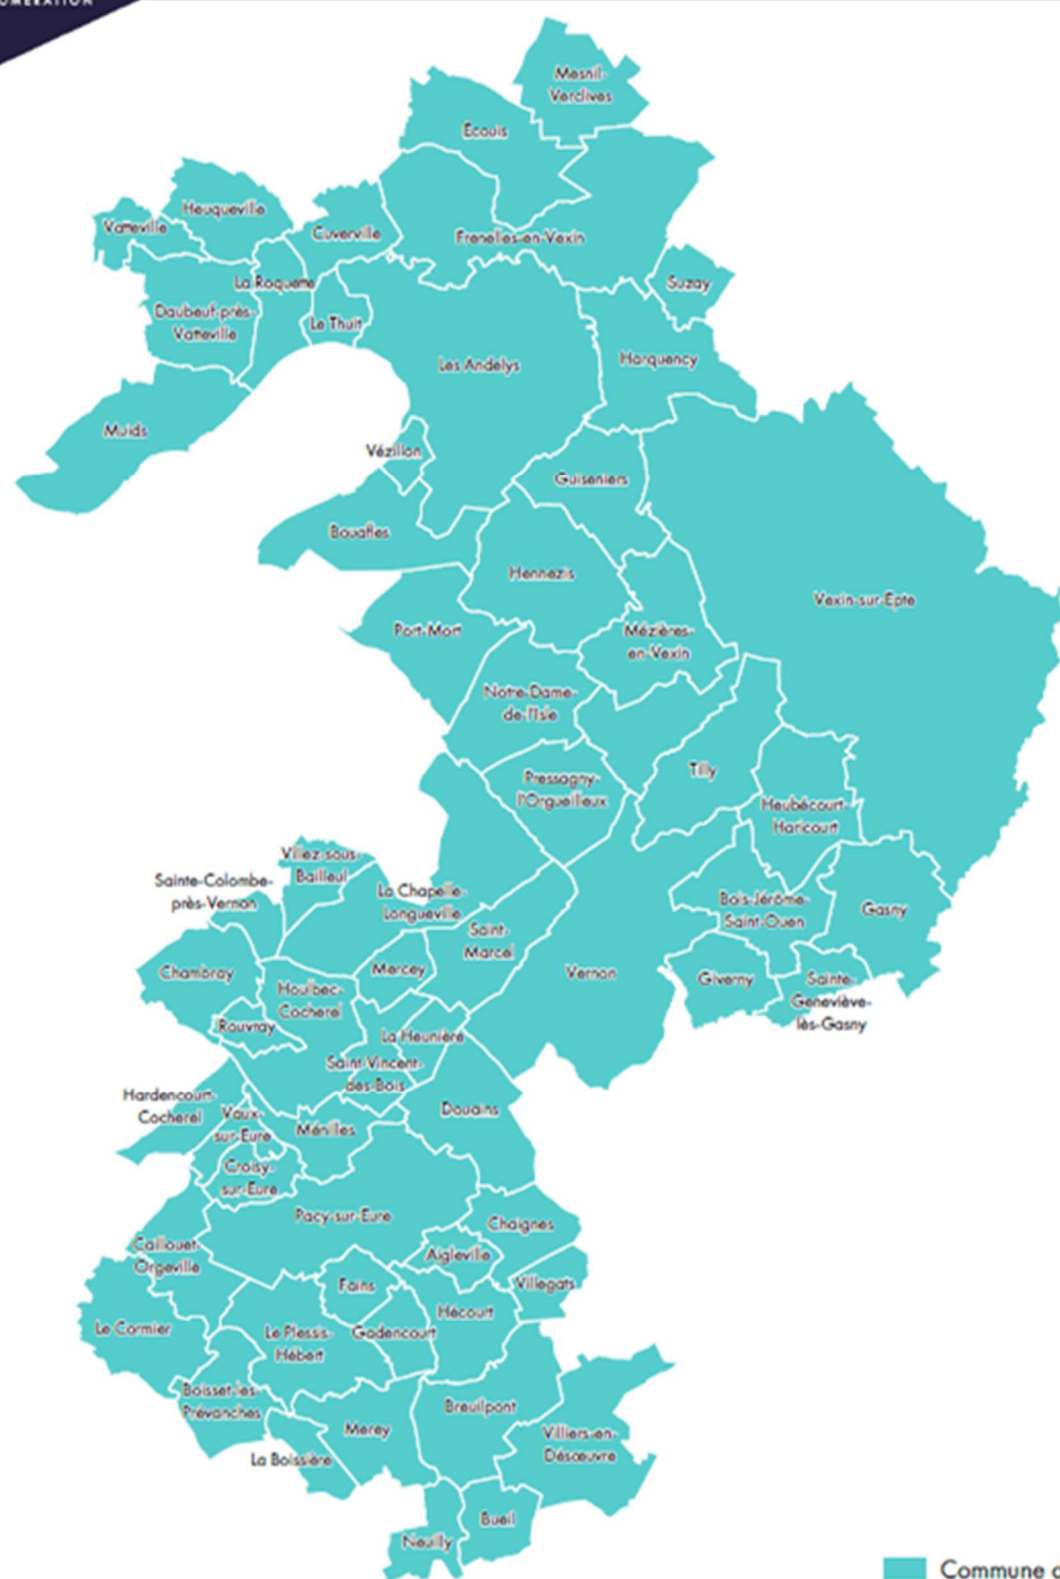 Mesnil-
Verclives
Écouis
Heuqueville
Vatteville
Cuverville
Frenelles-en-Vexin
La Roquette
Suzay
Daubeuf-près-
Vatteville
Le Thuit
Les Andelys
Harquency
Muids
Vézillon
Guiseniers
Bouafles
Hennezis
Vexin-sur-Epte
Port-Mort
Mézières-
en-Vexin
Notre-Dame-
de-l'Isle
Tilly
Pressagny-
l'Orgueilleux
Heubécourt-
Haricourt
Villez-sous-
Bailleul
Sainte-Colombe-
près-Vernon
La Chapelle-
Longueville
Bois-Jérôme-
Saint-Ouen
Gasny
Saint-
Marcel
Chambray
Mercey
Vernon
Giverny
Sainte-
Geneviève-
lès-Gasny
Houlbec-
Cocherel
Rouvray
La Heunière
Saint-Vincent-
des-Bois
Hardencourt-
Cocherel
Vaux-
sur-Eure
Ménilles
Douains
Croisy-
sur-Eure
Pacy-sur-Eure
Chaignes
Caillouet-
Orgeville
Aigleville
Fains
Villegats
Hécourt
Le Cormier
Le Plessis-
Hébert
Gadencourt
Boisset-les-
Prévanches
Merey
Breuilpont
Villiers-en-
Désœuvre
La Boissière
Bueil
Neuilly
Commune